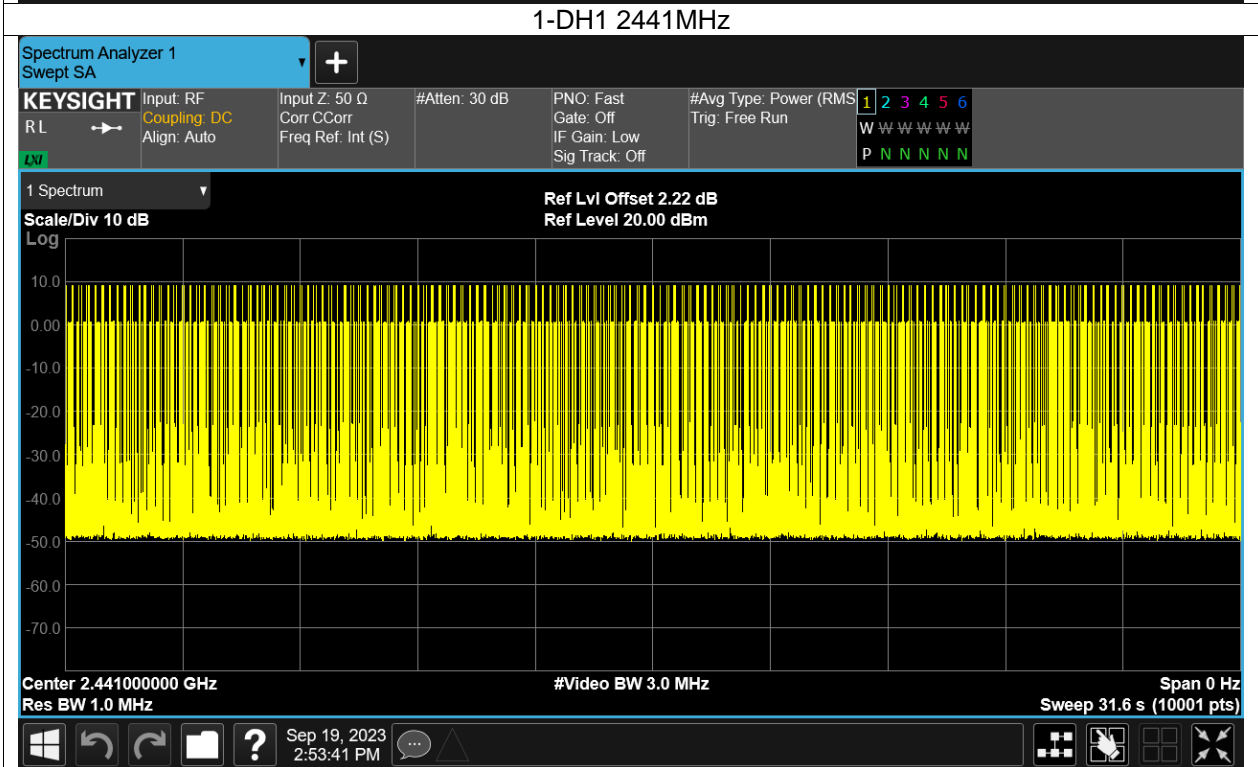 1-DH1 2441MHz
Spectrum Analyzer 1
Swept SA
KEYSIGHT
RL
LXI
Input: RF
Coupling: DC
Align: Auto
Input Z: 50 Ω
Corr CCorr
Freq Ref: Int (S)
#Atten: 30 dB
PNO: Fast
Gate: Off
IF Gain: Low
Sig Track: Off
#Avg Type: Power (RMS
Trig: Free Run
1 2 3 4 5 6
W W W W W W
P N N N N N
1 Spectrum
Scale/Div 10 dB
Ref Lvl Offset 2.22 dB
Ref Level 20.00 dBm
Log
10.0
0.00
-10.0
-20.0
-30.0
-40.0
-50.0
-60.0
-70.0
Center 2.441000000 GHz
#Video BW 3.0 MHz
Span 0 Hz
Res BW 1.0 MHz
Sweep 31.6 s (10001 pts)
Sep 19, 2023
2:53:41 PM